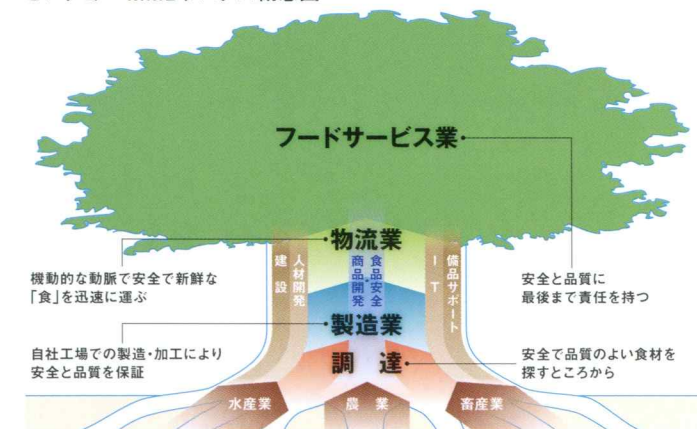 フードサービス業
物流業
機動的な動脈で安全で新鮮な
「食」を迅速に運ぶ
建設
人材開発
商品開発・
食品安全
IT
備品サポート
安全と品質に
最後まで責任を持つ
製造業
自社工場での製造・加工により
安全と品質を保証
調達
安全で品質のよい食材を
探すところから
水産業
農業
畜産業